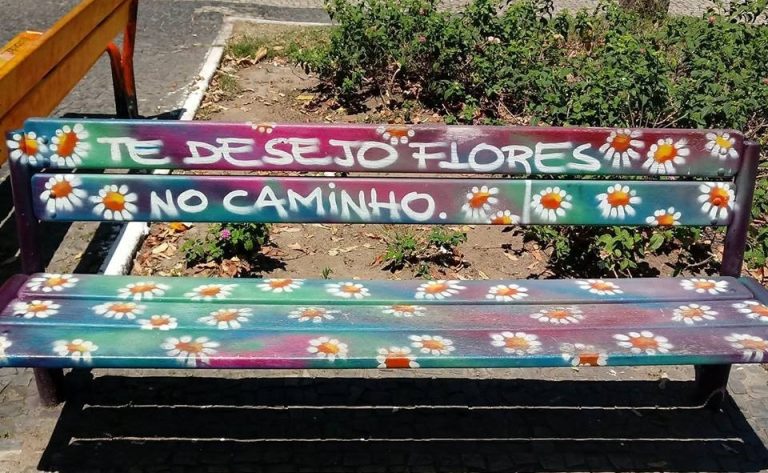 TE DESEJO FLORES
NO CAMINHO.